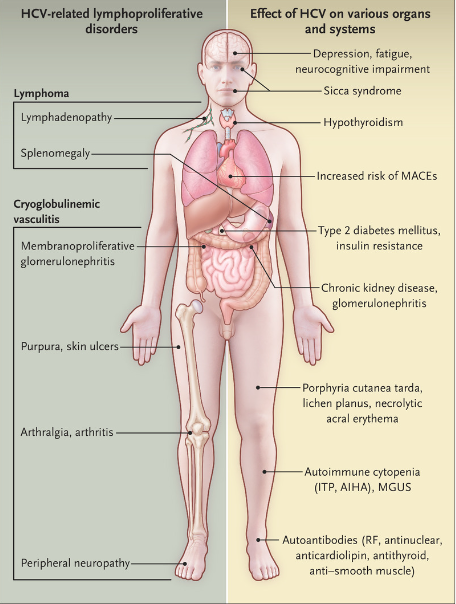 HCV-related lymphoproliferative
disorders
Lymphoma
Lymphadenopathy
Splenomegaly
Cryoglobulinemic
vasculitis
Membranoproliferative
glomerulonephritis
Purpura, skin ulcers
Arthralgia, arthritis
Peripheral neuropathy
Effect of HCV on various organs
and systems
Depression, fatigue,
neurocognitive impairment
Sicca syndrome
Hypothyroidism
Increased risk of MACEs
Type 2 diabetes mellitus,
insulin resistance
Chronic kidney disease,
glomerulonephritis
Porphyria cutanea tarda,
lichen planus, necrolytic
acral erythema
Autoimmune cytopenia
(ITP, AIHA), MGUS
Autoantibodies (RF, antinuclear,
anticardiolipin, antithyroid,
anti–smooth muscle)